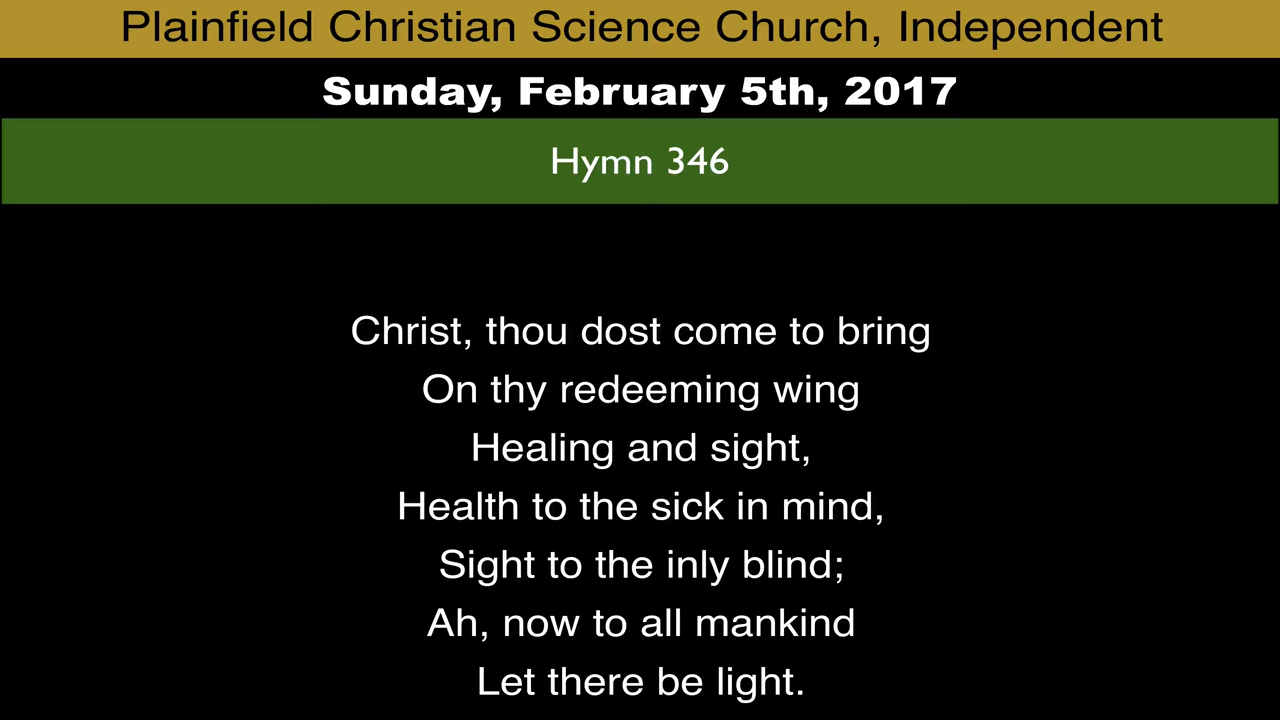 Plainfield Christian Science Church, Independent
Sunday, February 5th, 2017
Hymn 346
Christ, thou dost come to bring
On thy redeeming wing
Healing and sight,
Health to the sick in mind,
Sight to the inly blind;
Ah, now to all mankind
Let there be light.